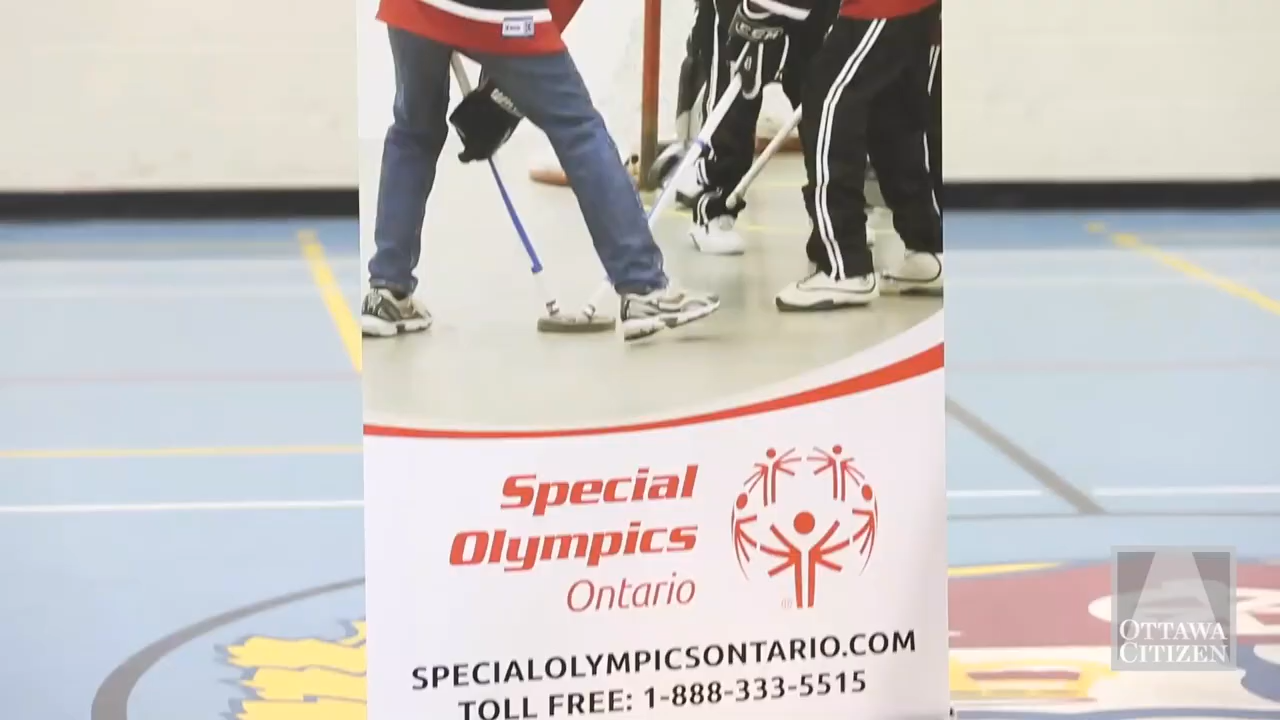 Special
Olympics
Ontario
SPECIALOLYMPICSONTARIO.COM
TOLL FREE: 1-888-333-5515
OTTAWA
CITIZEN